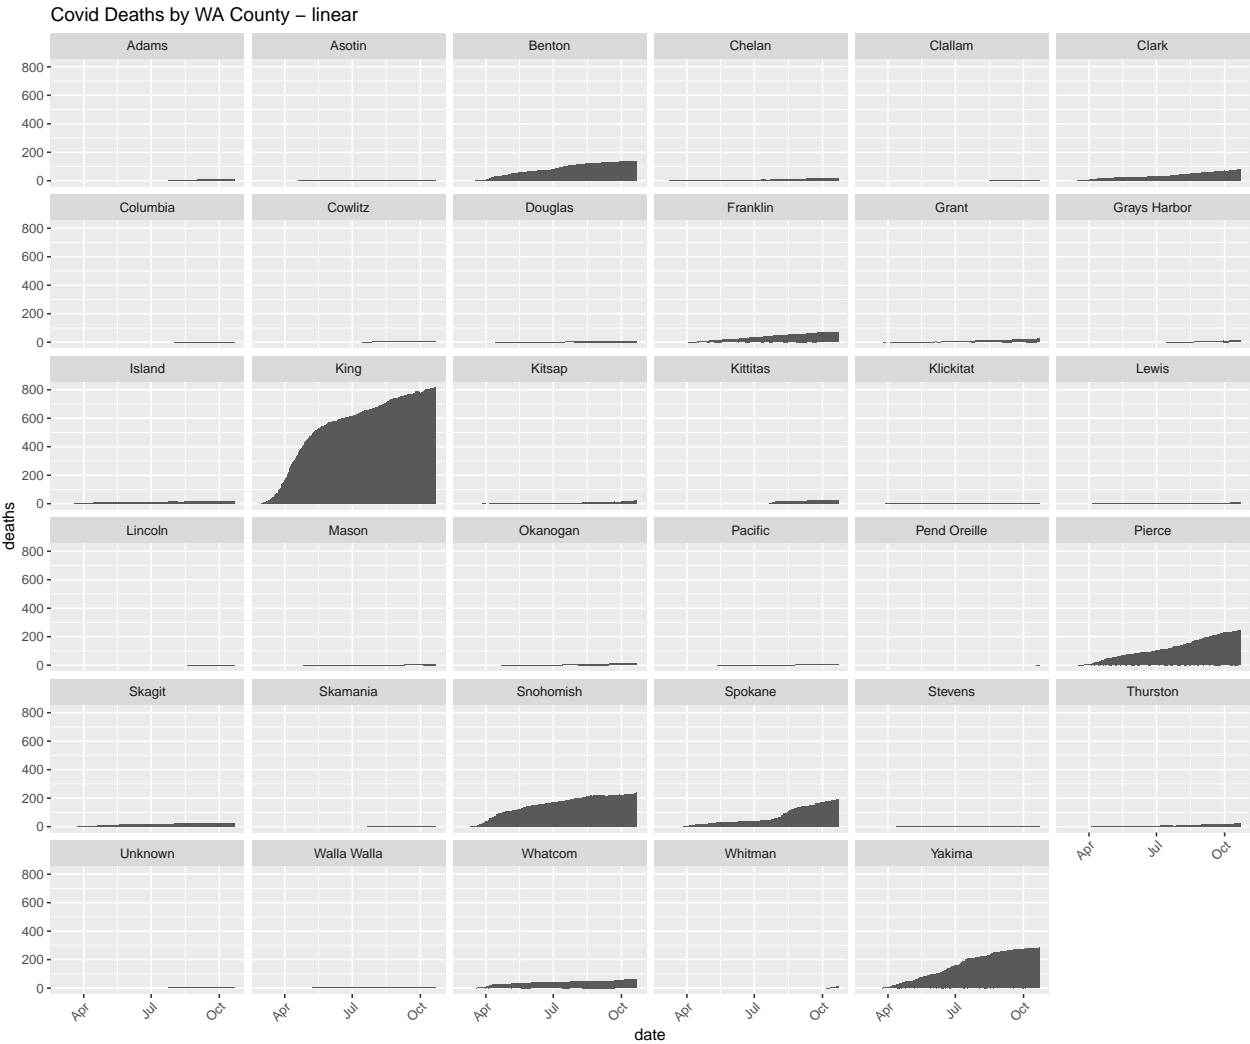 Covid Deaths by WA County – linear
Adams Asotin Benton Chelan Clallam Clark
800
600
400
200
0
Columbia Cowlitz Douglas Franklin Grant Grays Harbor
800
600
400
200
0
Island King Kitsap Kittitas Klickitat Lewis
800
600
400
200
0
deaths
Lincoln Mason Okanogan Pacific Pend Oreille Pierce
800
600
400
200
0
Skagit Skamania Snohomish Spokane Stevens Thurston
800
600
400
200
0
Apr Jul Oct
Unknown Walla Walla Whatcom Whitman Yakima
800
600
400
200
0
Apr Jul Oct Apr Jul Oct Apr Jul Oct Apr Jul Oct Apr Jul Oct
date